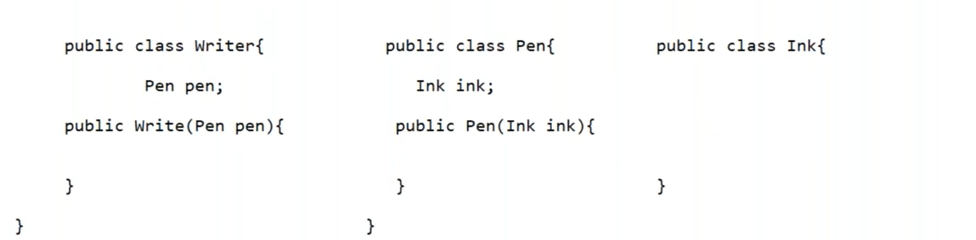 public class Writer{
Pen pen;
public Write(Pen pen){
}
}
public class Pen{
Ink ink;
public Pen(Ink ink){
}
}
public class Ink{
}